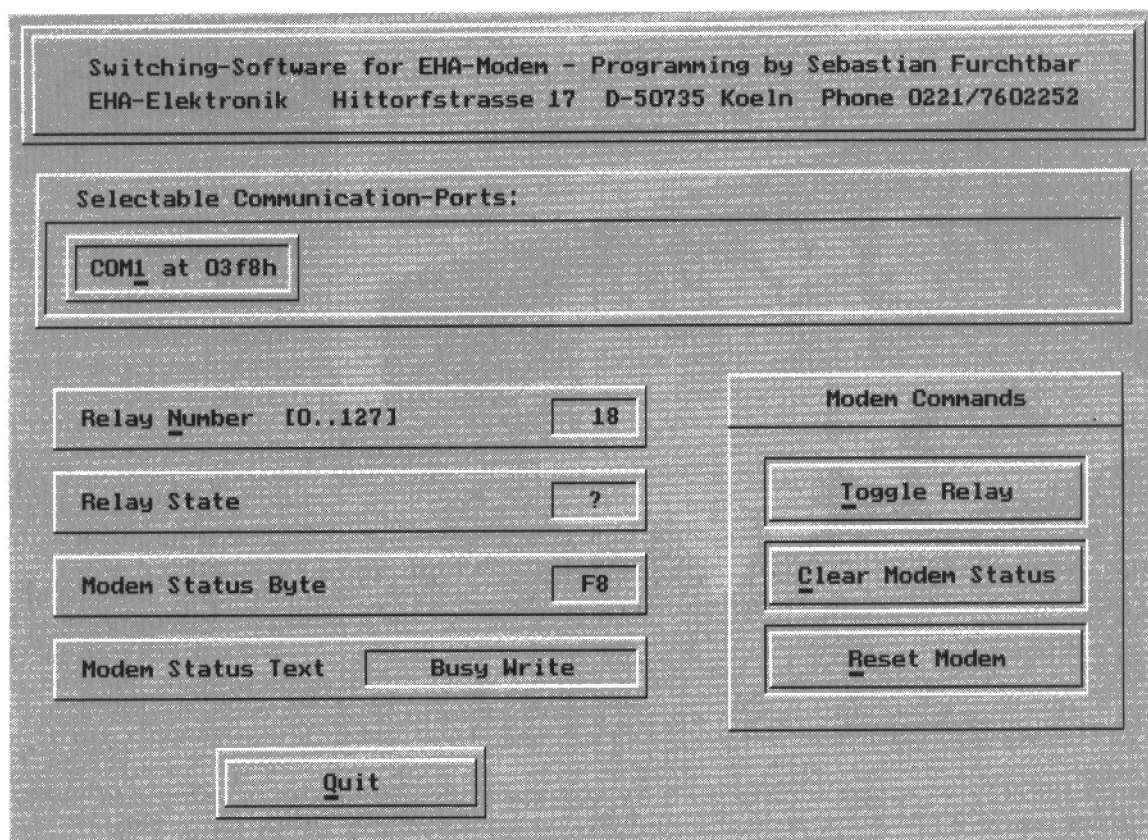 Switching-Software for EHA-Modem - Programming by Sebastian Furchtbar
EHA-Elektronik Hittorfstrasse 17 D-50735 Koeln Phone 0221/7602252
Selectable Communication-Ports:
COM1 at 03f8h
Relay Number [0..127] 18
Relay State ?
Modem Status Byte F8
Modem Status Text Busy Write
Modem Commands
Toggle Relay
Clear Modem Status
Reset Modem
Quit